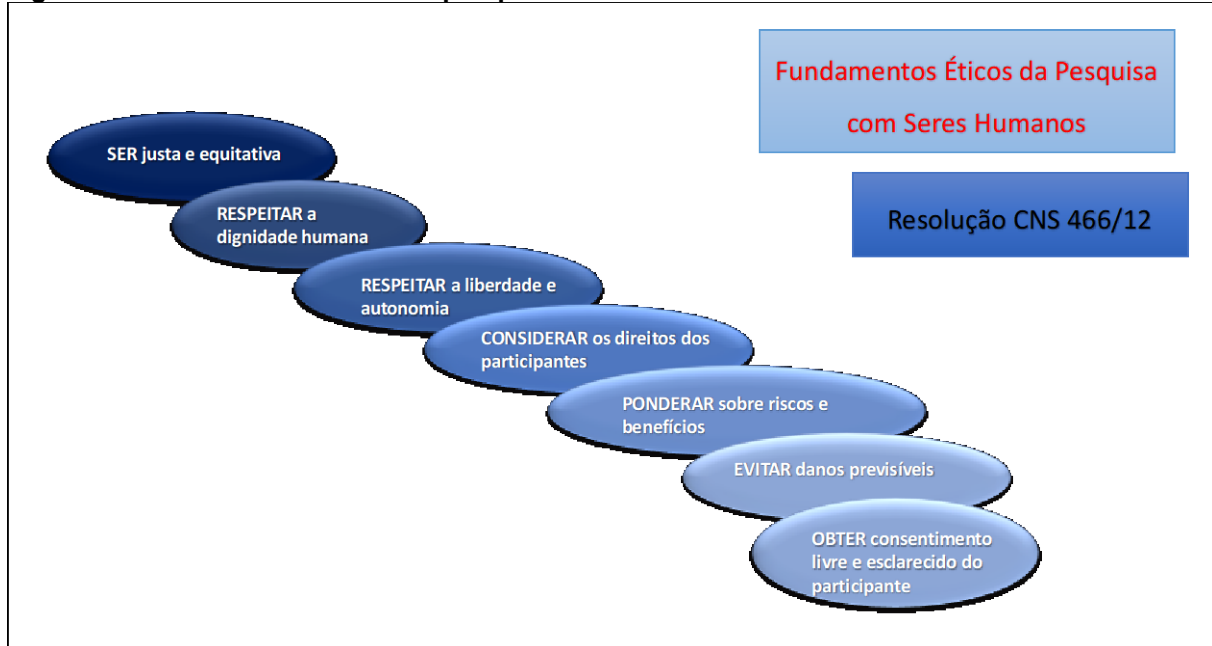 Fundamentos Éticos da Pesquisa
com Seres Humanos
Resolução CNS 466/12
SER justa e equitativa
RESPEITAR a
dignidade humana
RESPEITAR a liberdade e
autonomia
CONSIDERAR os direitos dos
participantes
PONDERAR sobre riscos e
benefícios
EVITAR danos previsíveis
OBTER consentimento
livre e esclarecido do
participante